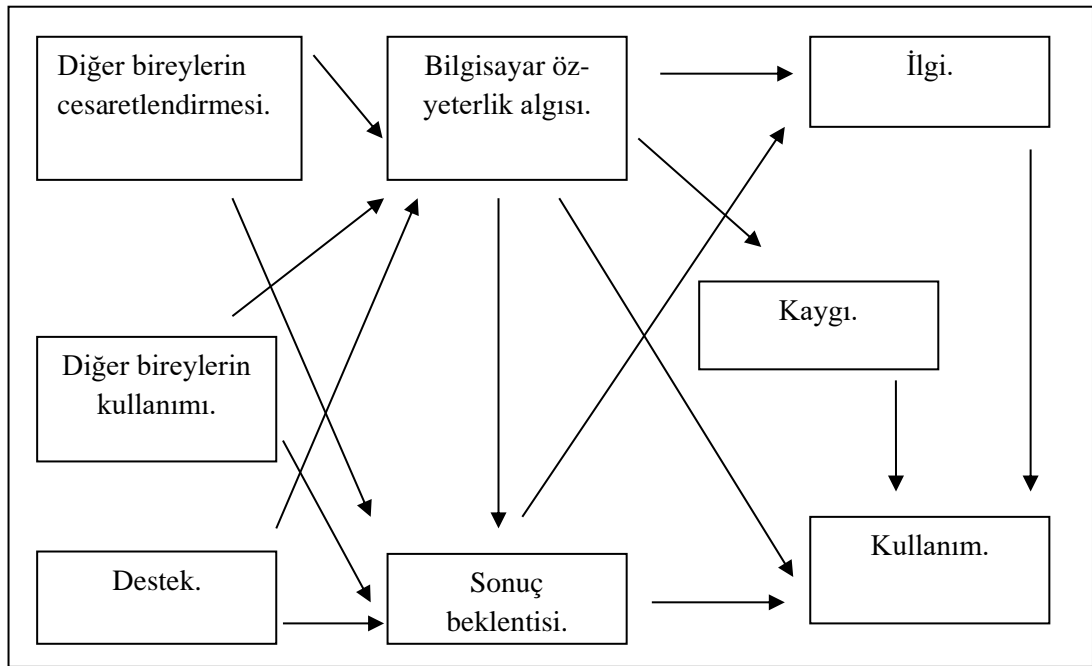 Diğer bireylerin
cesaretlendirmesi.
Bilgisayar öz-
yeterlik algısı.
İlgi.
Kaygı.
Diğer bireylerin
kullanımı.
Destek.
Sonuç
beklentisi.
Kullanım.